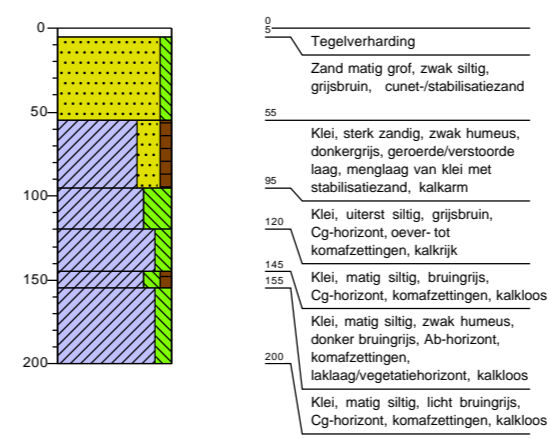 0
50
100
150
200
0
5
Tegelverharding
Zand matig grof, zwak siltig,
grijsbruin, cunet-/stabilisatiezand
55
Klei, sterk zandig, zwak humeus,
donkergrijs, geroerde/verstoorde
laag, menglaag van klei met
stabilisatiezand, kalkarm
95
Klei, uiterst siltig, grijsbruin,
Cg-horizont, oever- tot
komafzettingen, kalkrijk
120
Klei, matig siltig, bruingrijs,
Cg-horizont, komafzettingen, kalkloos
145
Klei, matig siltig, zwak humeus,
donker bruingrijs, Ab-horizont,
komafzettingen,
laklaag/vegetatiehorizont, kalkloos
155
Klei, matig siltig, licht bruingrijs,
Cg-horizont, komafzettingen, kalkloos
200